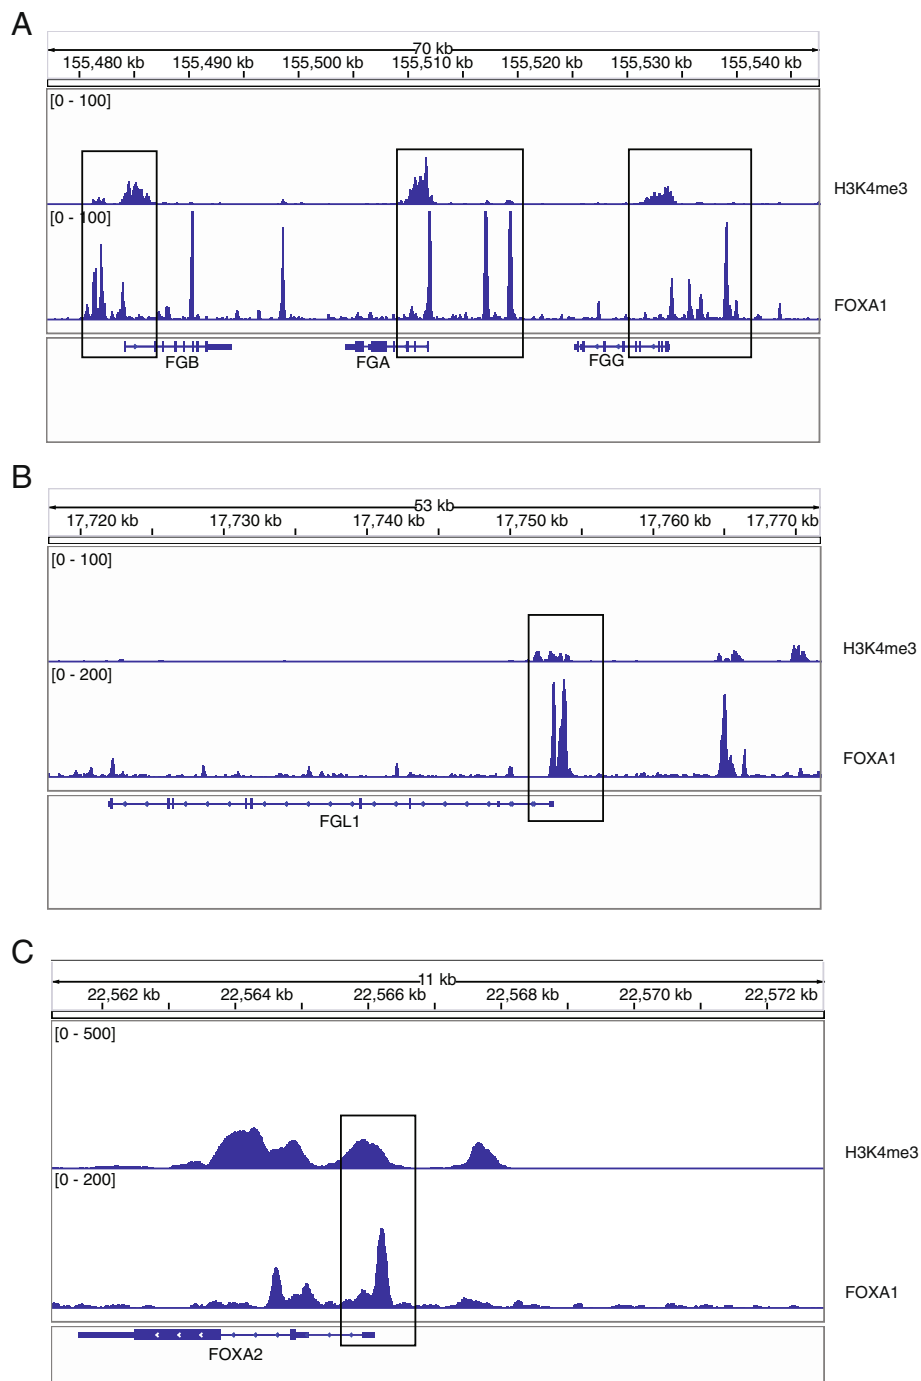 A
70 kb
155,480 kb 155,490 kb 155,500 kb 155,510 kb 155,520 kb 155,530 kb 155,540 kb
[0 - 100]
H3K4me3
[0 - 100]
FOXA1
FGB FGA FGG
B
53 kb
17,720 kb 17,730 kb 17,740 kb 17,750 kb 17,760 kb 17,770 kb
[0 - 100]
H3K4me3
[0 - 200]
FOXA1
FGL1
C
11 kb
22,562 kb 22,564 kb 22,566 kb 22,568 kb 22,570 kb 22,572 kb
[0 - 500]
H3K4me3
[0 - 200]
FOXA1
FOXA2